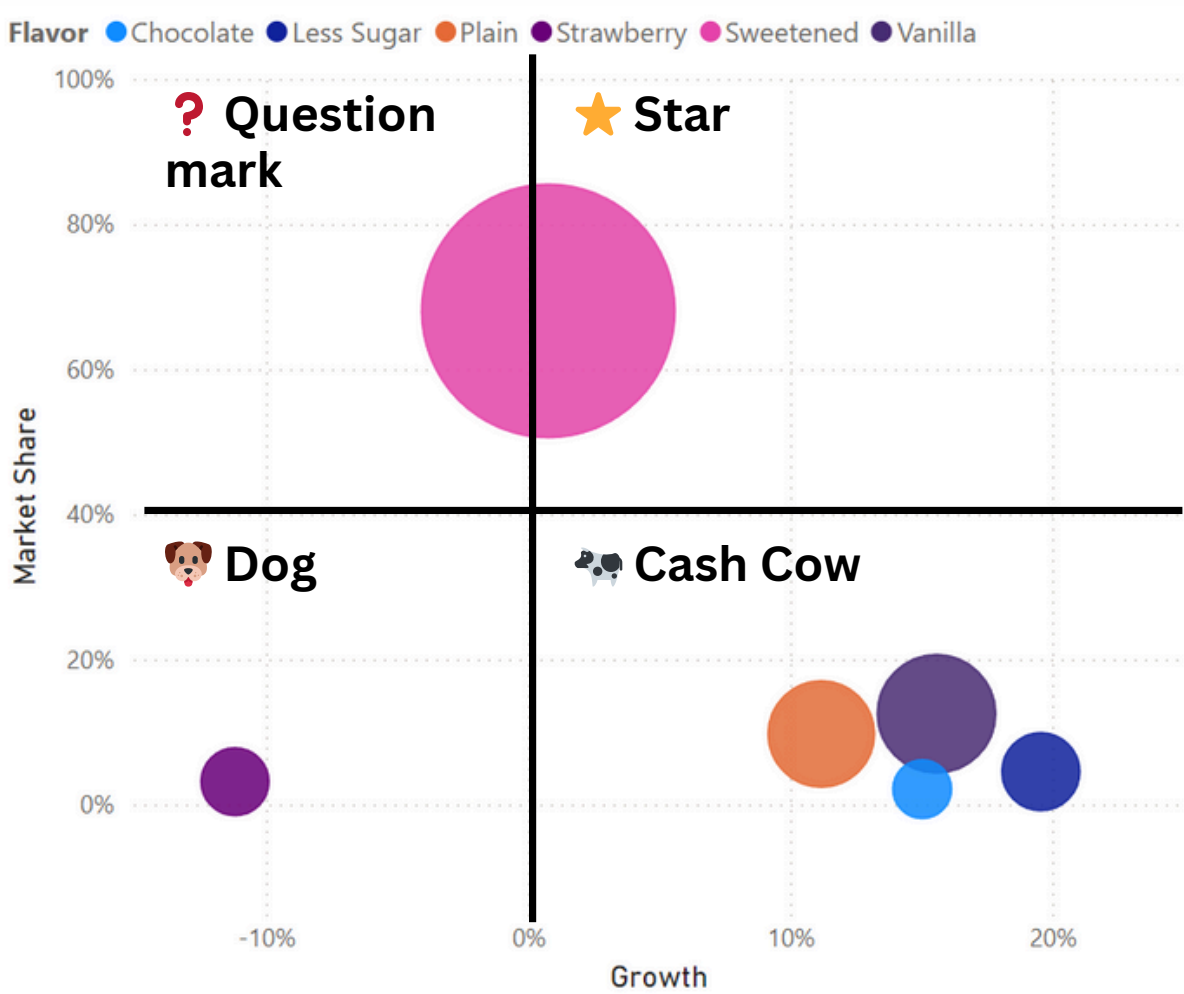 Flavor Chocolate Less Sugar Plain Strawberry Sweetened Vanilla
100%
❓ Question
mark
⭐ Star
80%
60%
Market Share
40%
🐶 Dog
🐄 Cash Cow
20%
0%
-10% 0% 10% 20%
Growth